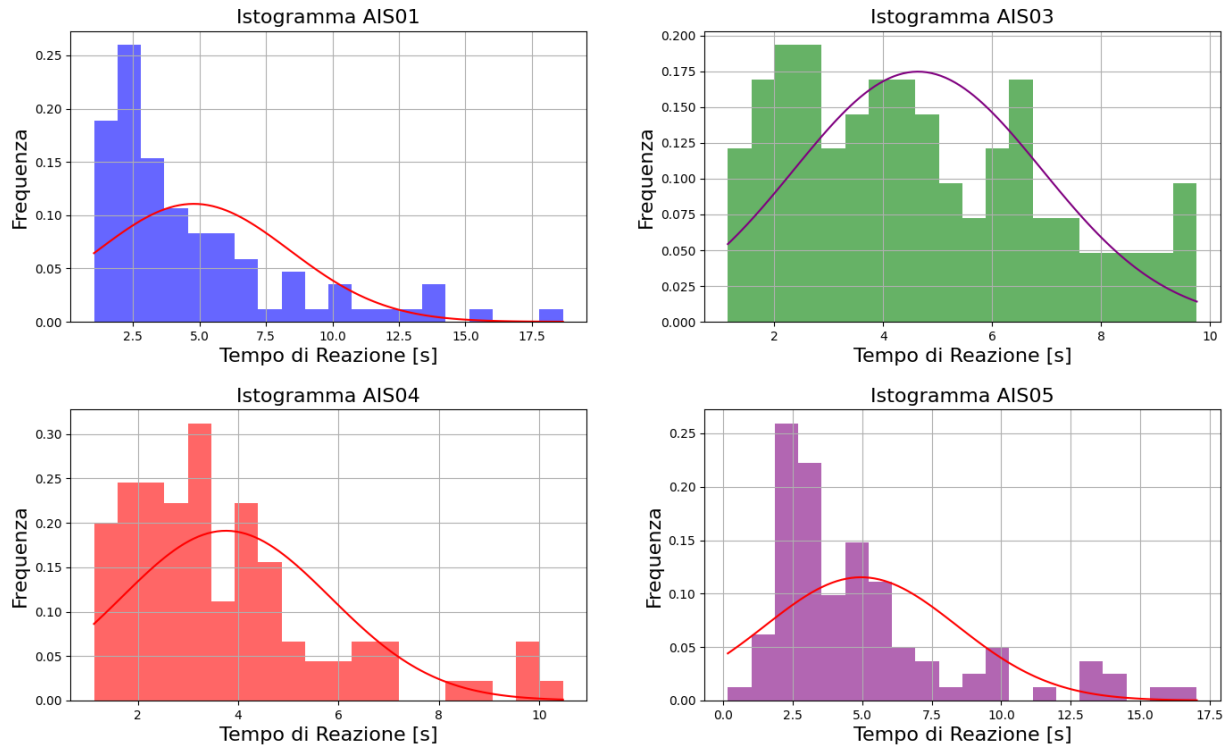 Istogramma AIS01
Frequenza
0.25
0.20
0.15
0.10
0.05
0.00
2.5 5.0 7.5 10.0 12.5 15.0 17.5
Tempo di Reazione [s]
Istogramma AIS03
Frequenza
0.200
0.175
0.150
0.125
0.100
0.075
0.050
0.025
0.000
2 4 6 8 10
Tempo di Reazione [s]
Istogramma AIS04
Frequenza
0.30
0.25
0.20
0.15
0.10
0.05
0.00
2 4 6 8 10
Tempo di Reazione [s]
Istogramma AIS05
Frequenza
0.25
0.20
0.15
0.10
0.05
0.00
0.0 2.5 5.0 7.5 10.0 12.5 15.0 17.5
Tempo di Reazione [s]